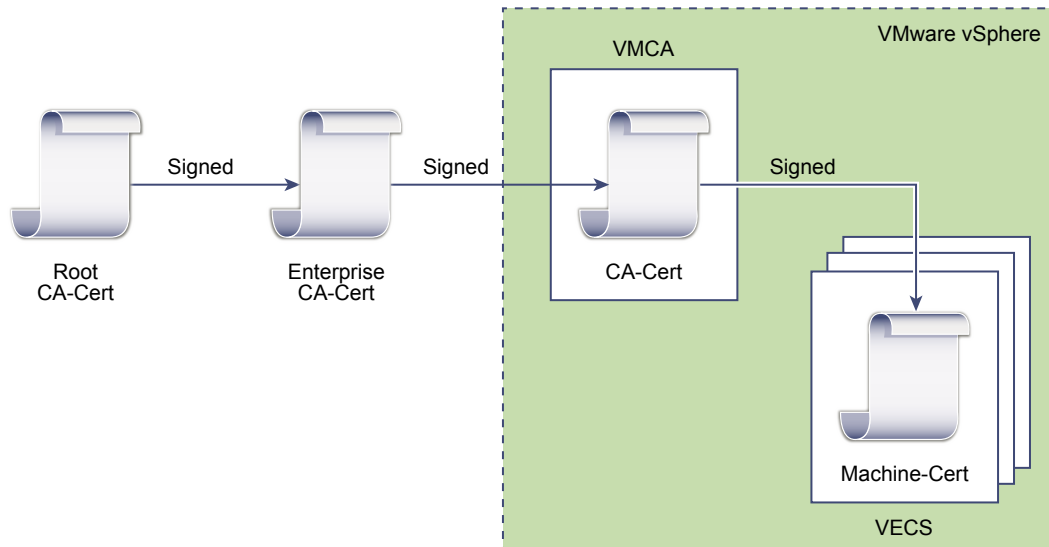 VMware vSphere
VMCA
Signed
Signed
Signed
Root
CA-Cert
Enterprise
CA-Cert
CA-Cert
Machine-Cert
VECS